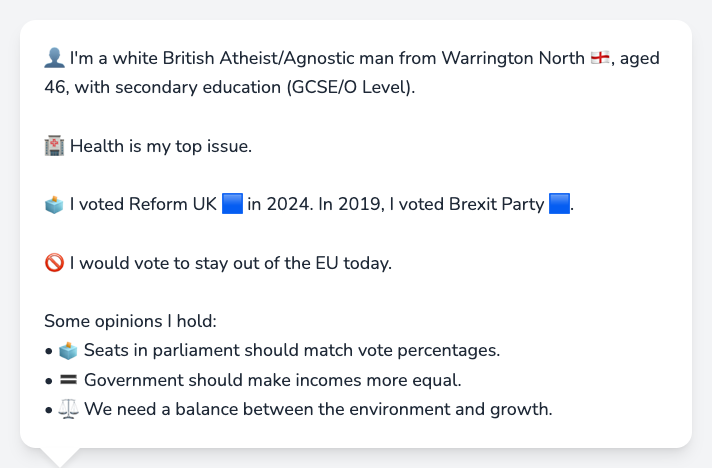 👤 I'm a white British Atheist/Agnostic man from Warrington North 🏴󠁧󠁢󠁥󠁮󠁧󠁿, aged
46, with secondary education (GCSE/O Level).
🏥 Health is my top issue.
🗳️ I voted Reform UK 🟦 in 2024. In 2019, I voted Brexit Party 🟦.
🚫 I would vote to stay out of the EU today.
Some opinions I hold:
• 🗳️ Seats in parliament should match vote percentages.
• 🟰 Government should make incomes more equal.
• ⚖️ We need a balance between the environment and growth.